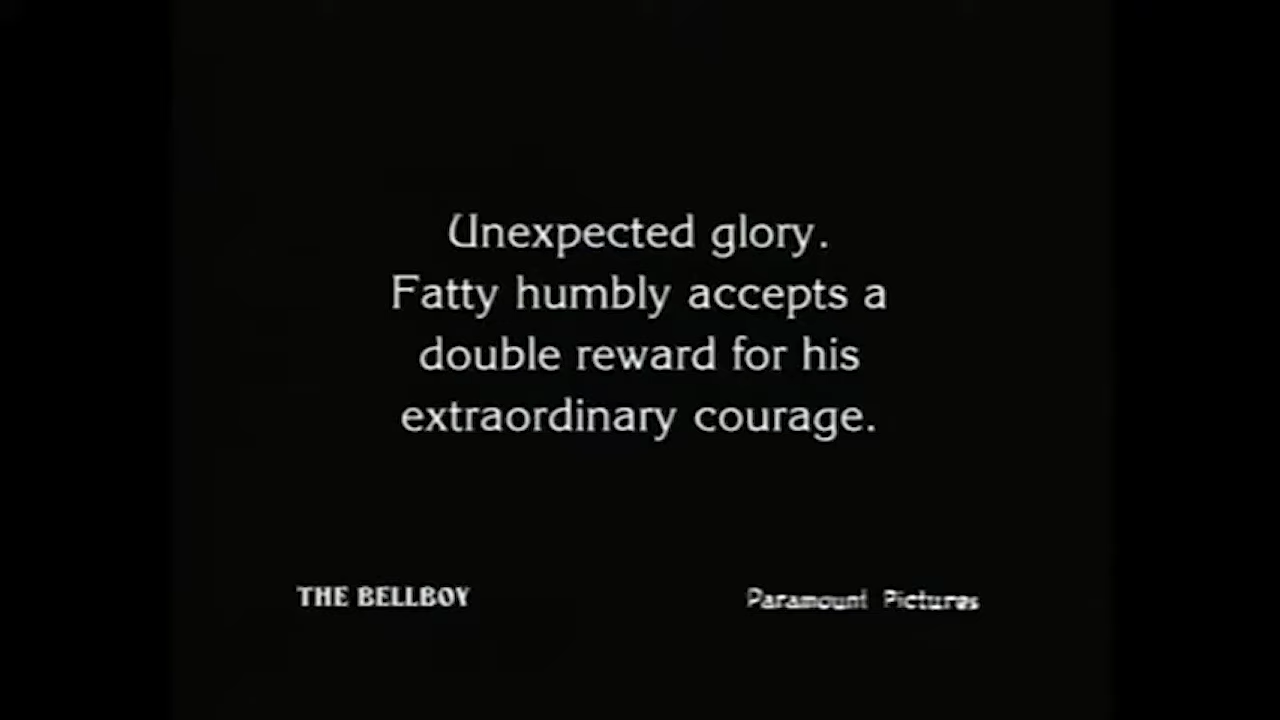 Unexpected glory.
Fatty humbly accepts a
double reward for his
extraordinary courage.
THE BELLBOY
Paramount Pictures